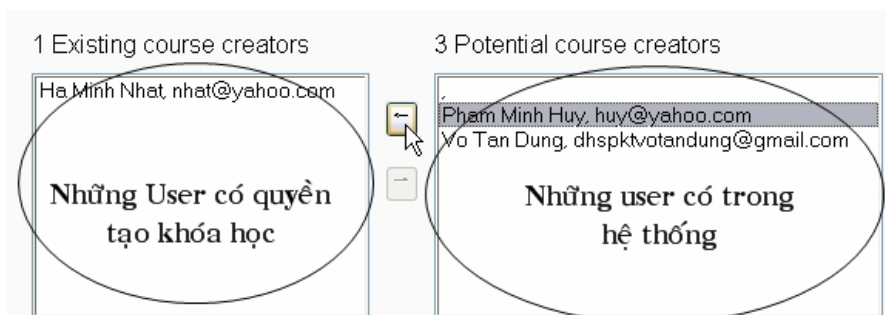 1 Existing course creators
Ha Minh Nhat, nhat@yahoo.com
Những User có quyền
tạo khóa học
3 Potential course creators
,
Pham Minh Huy, huy@yahoo.com
Vo Tan Dung, dhspktvotandung@gmail.com
Những user có trong
hệ thống